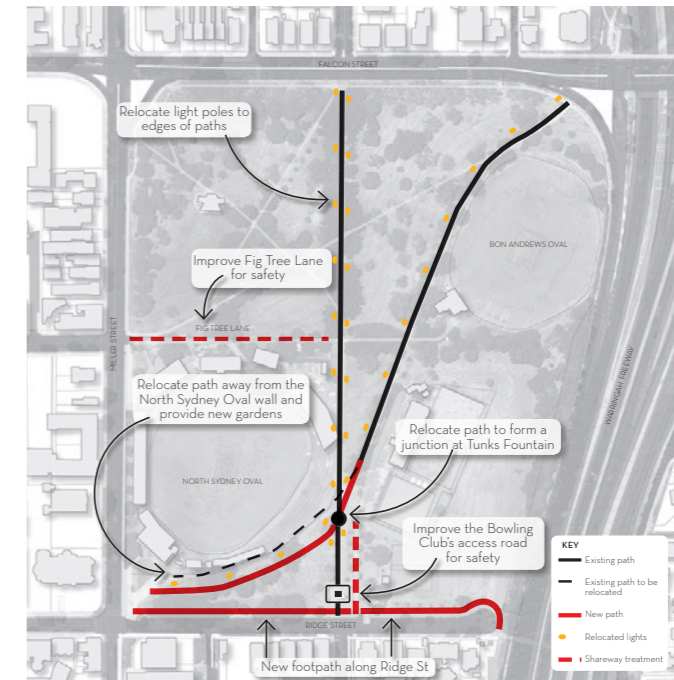 FALCON STREET
Relocate light poles to
edges of paths
BON ANDREWS OVAL
Improve Fig Tree Lane
for safety
FIG TREE LANE
MILLER STREET
WARRINGAH FREEWAY
Relocate path away from the
North Sydney Oval wall and
provide new gardens
Relocate path to form a
junction at Tunks Fountain
NORTH SYDNEY OVAL
Improve the Bowling
Club's access road
for safety
KEY
Existing path
Existing path to be
relocated
New path
Relocated lights
Shareway treatment
RIDGE STREET
New footpath along Ridge St